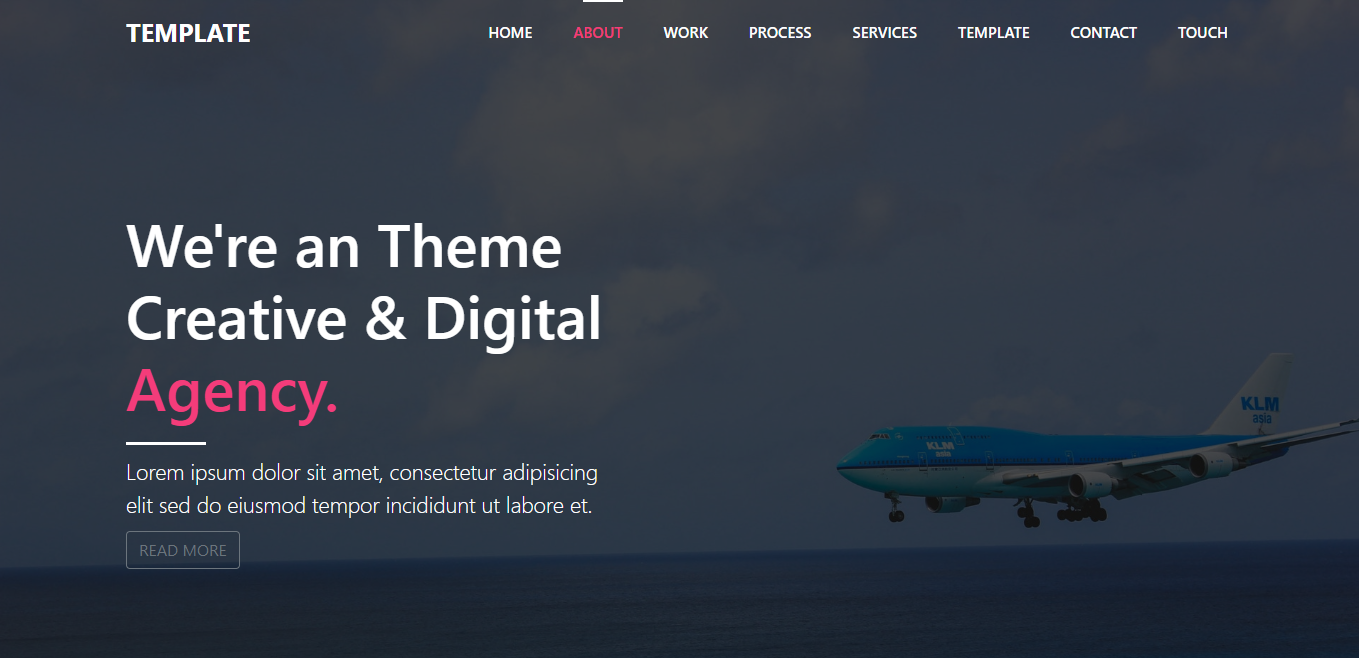 TEMPLATE
HOME ABOUT WORK PROCESS SERVICES TEMPLATE CONTACT TOUCH
We're an Theme
Creative & Digital
Agency.
Lorem ipsum dolor sit amet, consectetur adipisicing
elit sed do eiusmod tempor incididunt ut labore et.
READ MORE
KLM
asia
KLM
asia